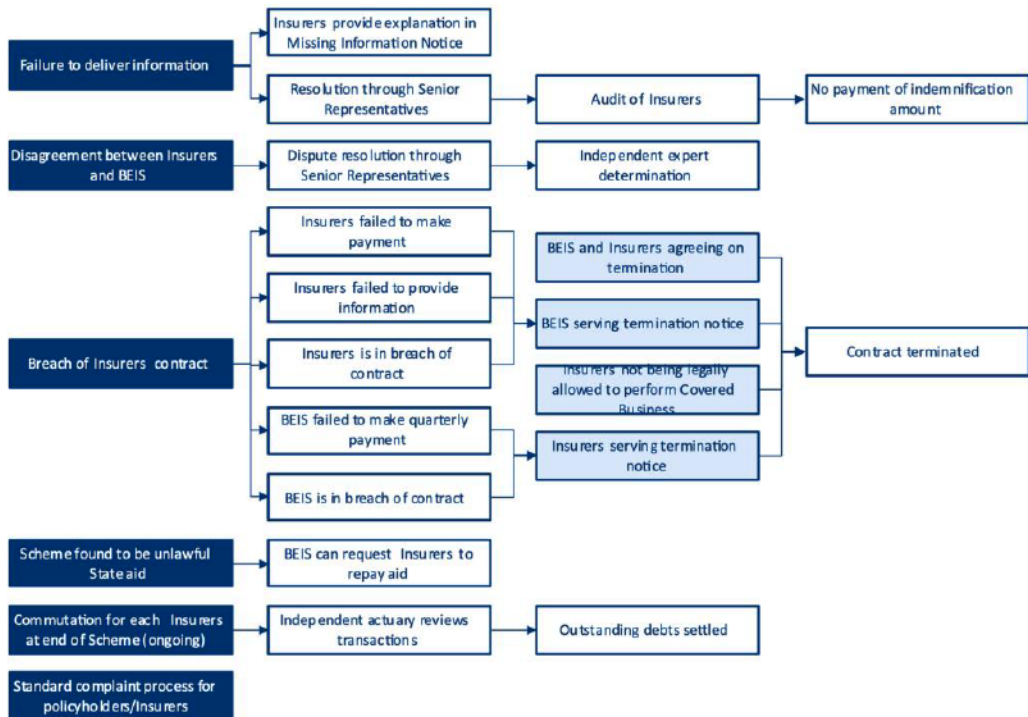 Insurers provide explanation in
Missing Information Notice
Failure to deliver information
Resolution through Senior
Representatives
Audit of Insurers
No payment of indemnification
amount
Disagreement between Insurers
and BEIS
Dispute resolution through
Senior Representatives
Independent expert
determination
Insurers failed to make
payment
BEIS and Insurers agreeing on
termination
Insurers failed to provide
information
BEIS serving termination notice
Breach of Insurers contract
Insurers is in breach of
contract
Contract terminated
Insurers not being legally
allowed to perform Covered
Business
BEIS failed to make quarterly
payment
Insurers serving termination
notice
BEIS is in breach of contract
Scheme found to be unlawful
State aid
BEIS can request Insurers to
repay aid
Commutation for each Insurers
at end of Scheme (ongoing)
Independent actuary reviews
transactions
Outstanding debts settled
Standard complaint process for
policyholders/Insurers